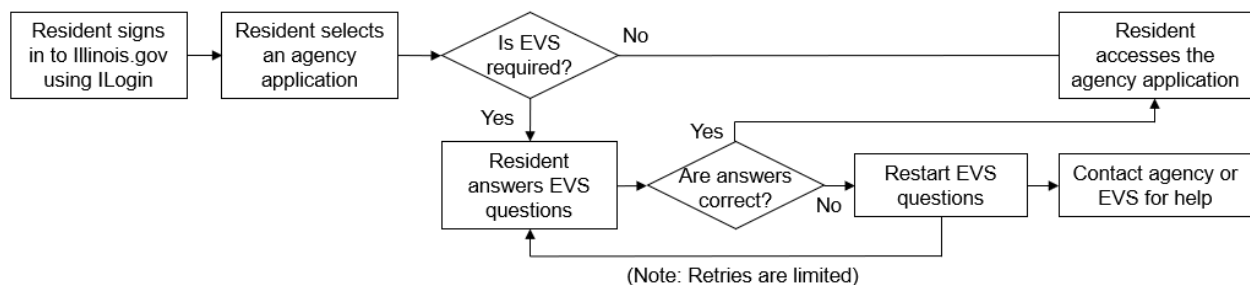 Resident signs
in to Illinois.gov
using ILogin
Resident selects
an agency
application
Is EVS
required?
No
Resident
accesses the
agency application
Yes
Resident
answers EVS
questions
Yes
Are answers
correct?
No
Restart EVS
questions
Contact agency or
EVS for help
(Note: Retries are limited)